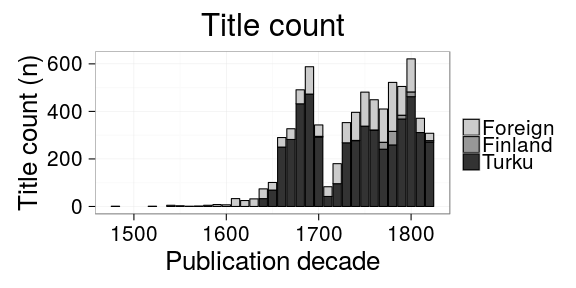 Title count
Title count (n)
600
400
200
0
1500 1600 1700 1800
Publication decade
Foreign
Finland
Turku